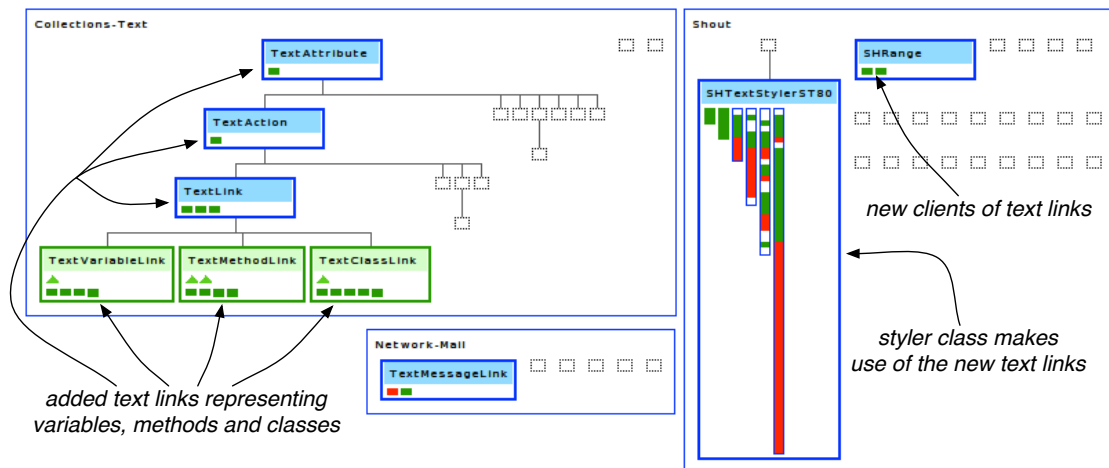 Collections-Text
TextAttribute
TextAction
TextLink
TextVariableLink
TextMethodLink
TextClassLink
added text links representing
variables, methods and classes
Network-Mail
TextMessageLink
Shout
SHTextStylerST80
SHRange
new clients of text links
styler class makes
use of the new text links